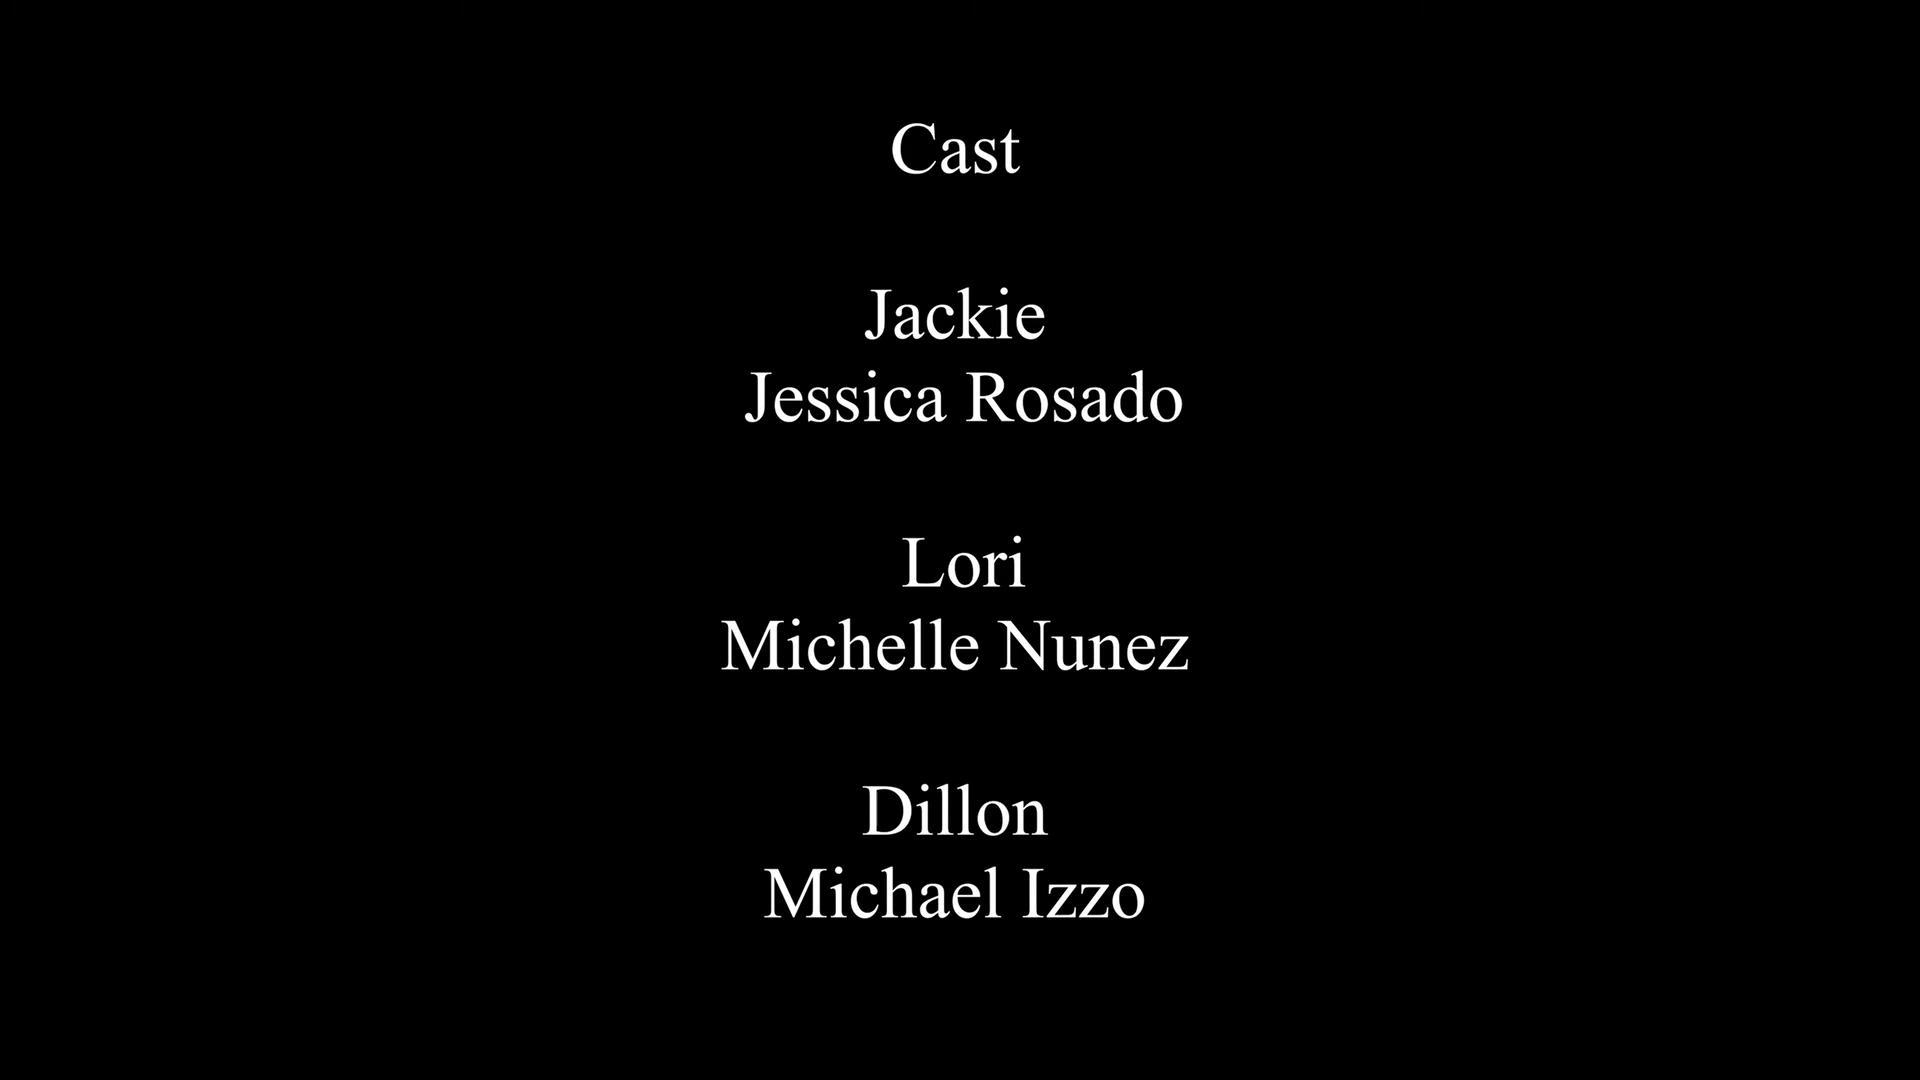 Cast
Jackie
Jessica Rosado
Lori
Michelle Nunez
Dillon
Michael Izzo